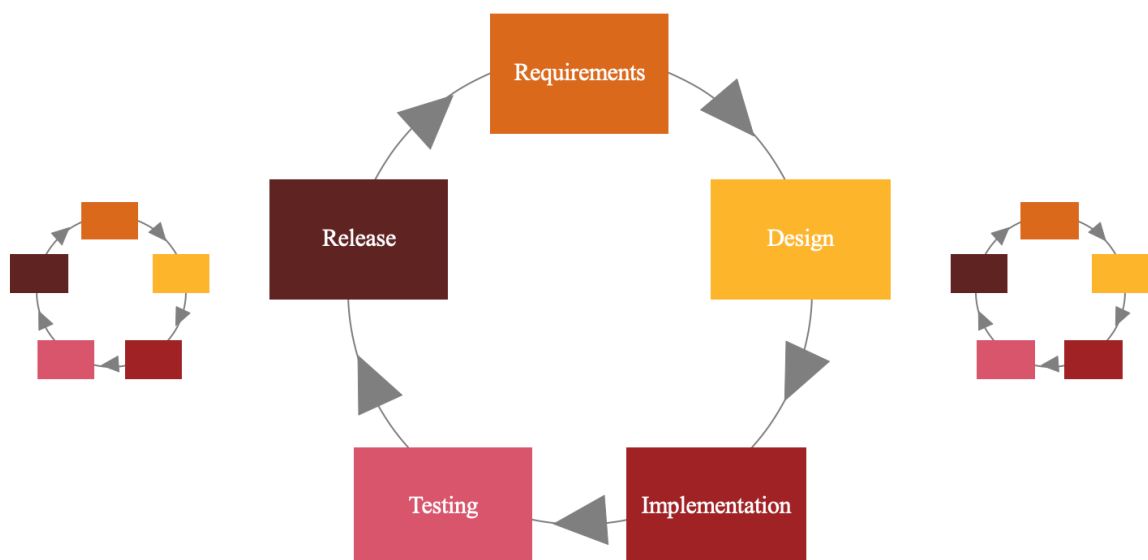 Requirements
Design
Implementation
Testing
Release